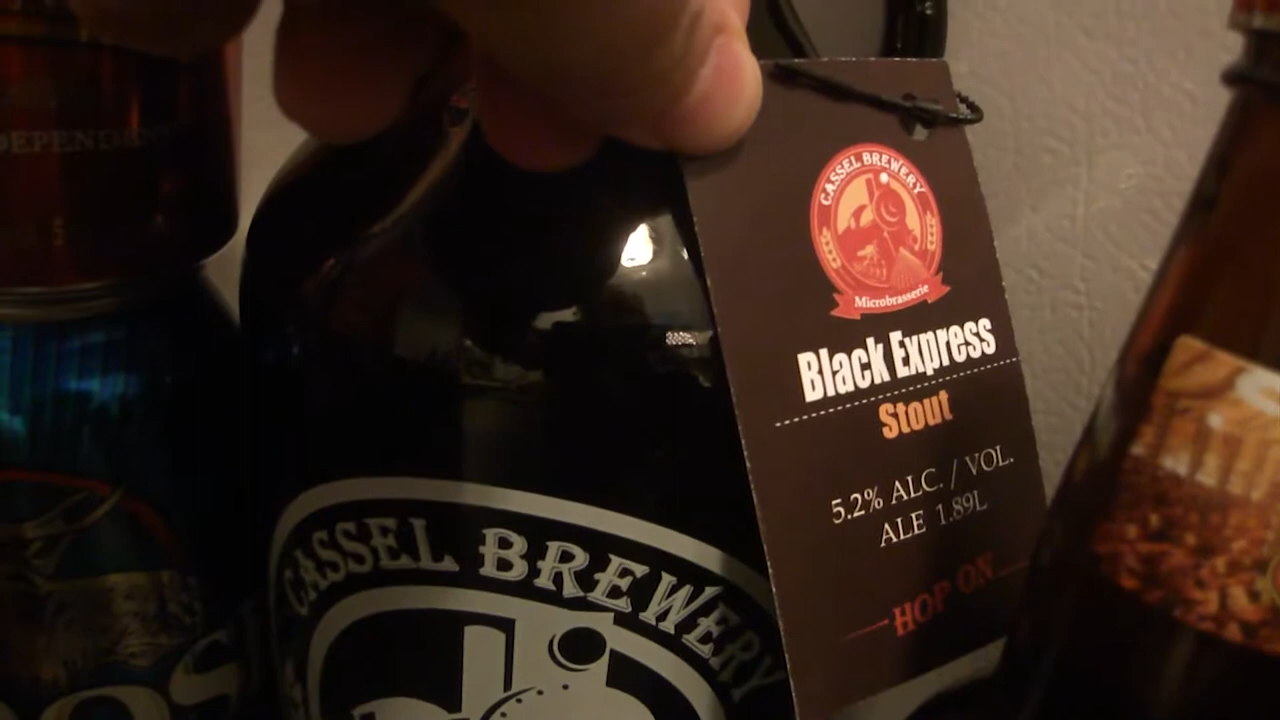 CASSEL BREWERY
Microbrasserie
Black Express
Stout
5.2% ALC. / VOL.
ALE 1.89L
HOP ON
CASSEL BREWERY